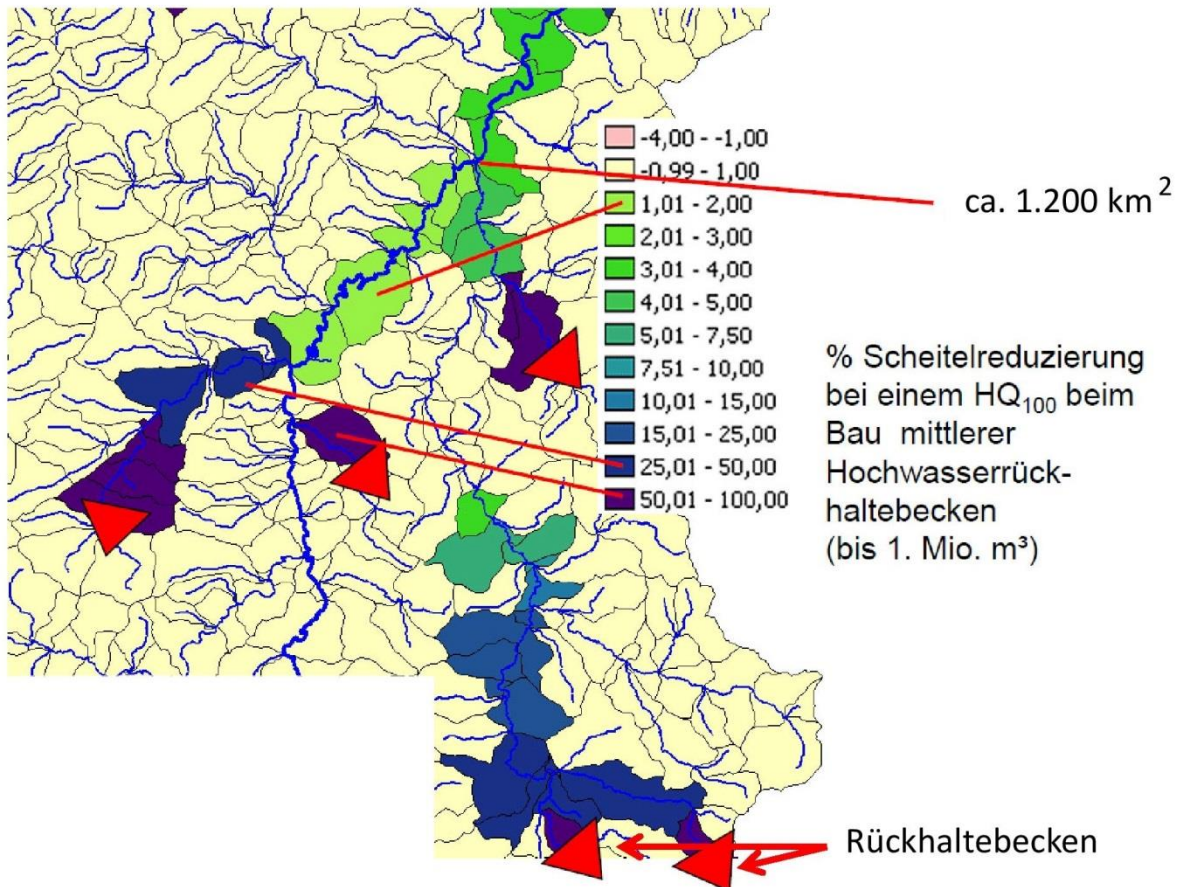 -4,00 - -1,00
-0,99 - 1,00
1,01 - 2,00
2,01 - 3,00
3,01 - 4,00
4,01 - 5,00
5,01 - 7,50
7,51 - 10,00
10,01 - 15,00
15,01 - 25,00
25,01 - 50,00
50,01 - 100,00
ca. 1.200 km²
% Scheitelreduzierung
bei einem HQ₁₀₀ beim
Bau mittlerer
Hochwasserrück-
haltebecken
(bis 1. Mio. m³)
Rückhaltebecken